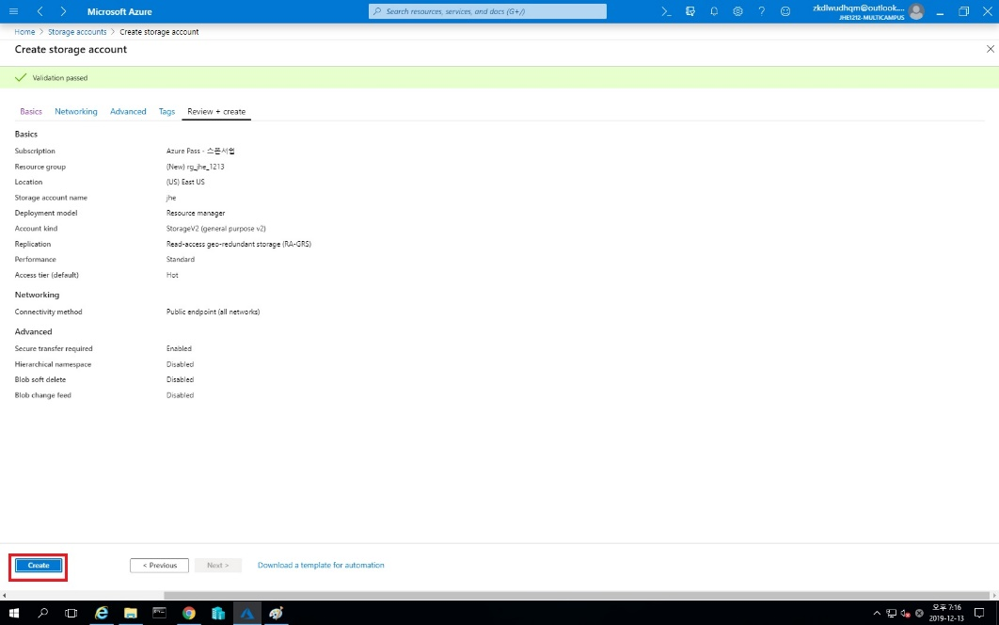 Microsoft Azure
Search resources, services, and docs (G+/)
zkdlwudhqm@outlook....
JHE1212-MULTICAMPUS
Home > Storage accounts > Create storage account
Create storage account
Validation passed
Basics Networking Advanced Tags Review + create
Basics
Subscription Azure Pass - 스폰서쉽
Resource group (New) rg_jhe_1213
Location (US) East US
Storage account name jhe
Deployment model Resource manager
Account kind StorageV2 (general purpose v2)
Replication Read-access geo-redundant storage (RA-GRS)
Performance Standard
Access tier (default) Hot
Networking
Connectivity method Public endpoint (all networks)
Advanced
Secure transfer required Enabled
Hierarchical namespace Disabled
Blob soft delete Disabled
Blob change feed Disabled
Create < Previous Next > Download a template for automation
오후 7:16
2019-12-13